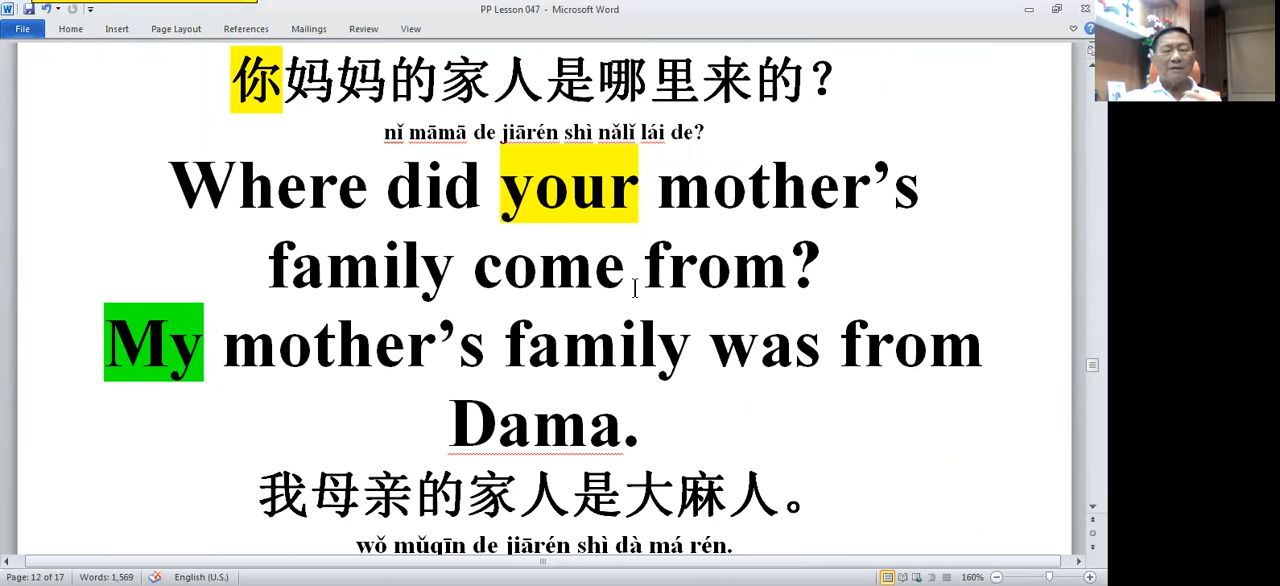 PP Lesson 047 - Microsoft Word
File Home Insert Page Layout References Mailings Review View
你妈妈的家人是哪里来的？
nǐ māmā de jiārén shì nǎlǐ lái de?
Where did your mother’s
family come from?
My mother’s family was from
Dama.
我母亲的家人是大麻人。
wǒ mǔqīn de jiārén shì dà má rén.
Page: 12 of 17 Words: 1,569 English (U.S.) 160%